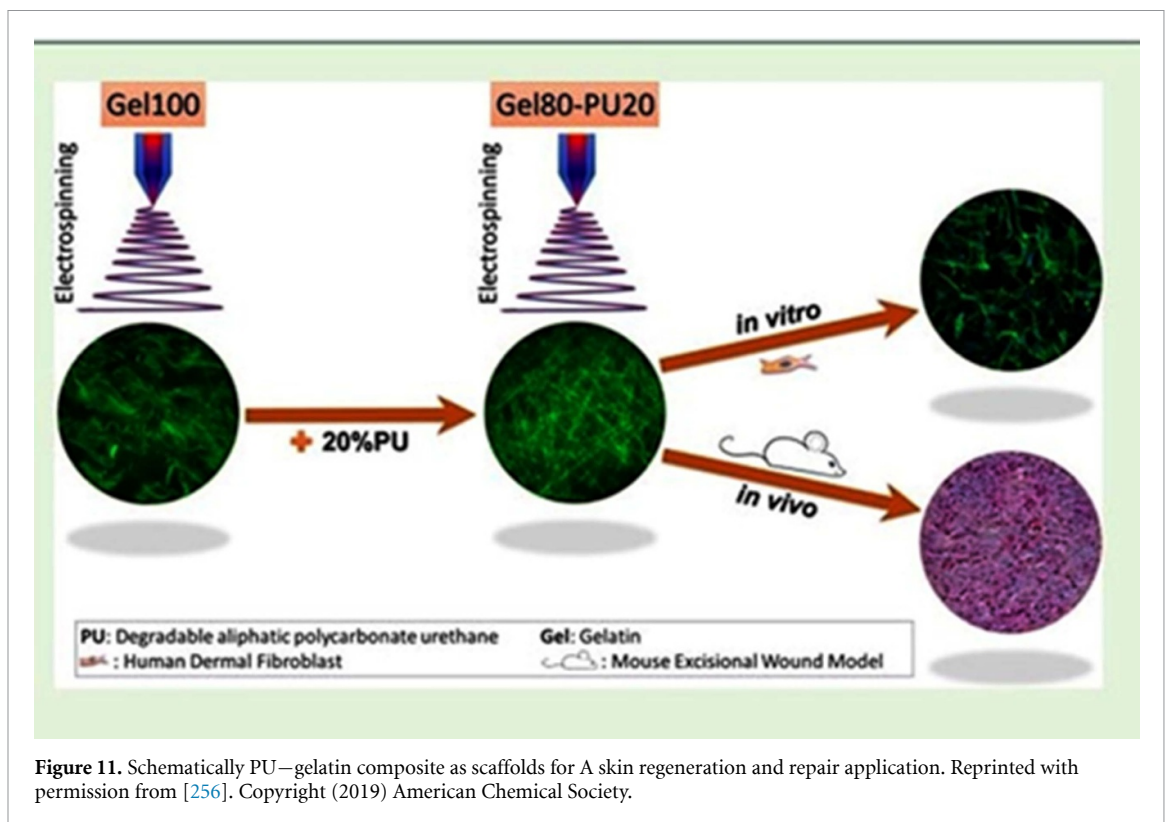 Gel100
Gel80-PU20
Electrospinning
Electrospinning
in vitro
+ 20%PU
in vivo
PU: Degradable aliphatic polycarbonate urethane Gel: Gelatin
: Human Dermal Fibroblast : Mouse Excisional Wound Model
Figure 11. Schematically PU−gelatin composite as scaffolds for A skin regeneration and repair application. Reprinted with
permission from [256]. Copyright (2019) American Chemical Society.